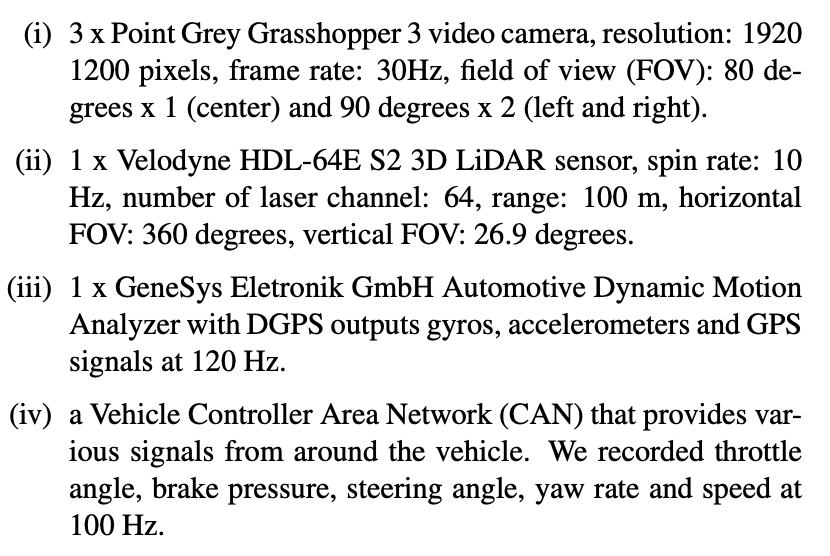 (i) 3 x Point Grey Grasshopper 3 video camera, resolution: 1920
1200 pixels, frame rate: 30Hz, field of view (FOV): 80 de-
grees x 1 (center) and 90 degrees x 2 (left and right).
(ii) 1 x Velodyne HDL-64E S2 3D LiDAR sensor, spin rate: 10
Hz, number of laser channel: 64, range: 100 m, horizontal
FOV: 360 degrees, vertical FOV: 26.9 degrees.
(iii) 1 x GeneSys Eletronik GmbH Automotive Dynamic Motion
Analyzer with DGPS outputs gyros, accelerometers and GPS
signals at 120 Hz.
(iv) a Vehicle Controller Area Network (CAN) that provides var-
ious signals from around the vehicle. We recorded throttle
angle, brake pressure, steering angle, yaw rate and speed at
100 Hz.